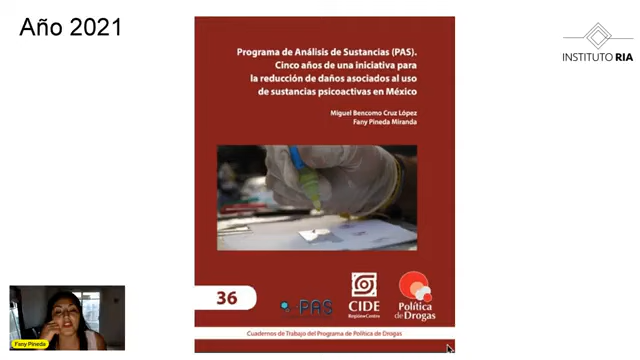 Año 2021
INSTITUTO RIA
Programa de Análisis de Sustancias (PAS).
Cinco años de una iniciativa para
la reducción de daños asociados al uso
de sustancias psicoactivas en México
Miguel Bencomo Cruz López
Fany Pineda Miranda
36
PAS
CIDE
Región Centro
Política
de Drogas
Cuadernos de Trabajo del Programa de Política de Drogas
Fany Pineda